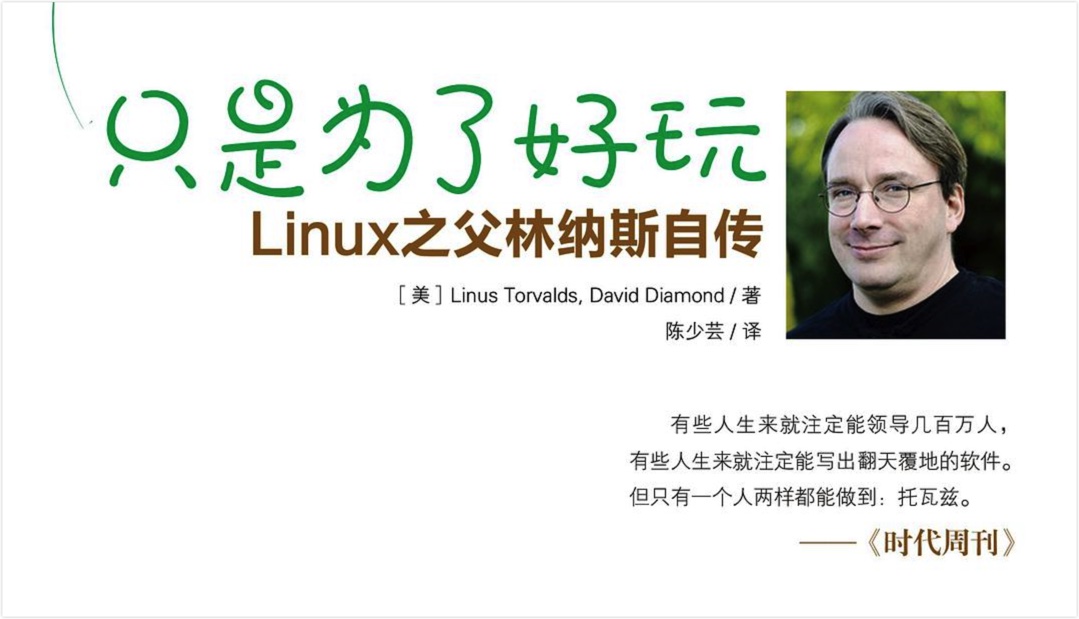 只是为了好玩
Linux之父林纳斯自传
［美］Linus Torvalds, David Diamond / 著
陈少芸 / 译
有些人生来就注定能领导几百万人，
有些人生来就注定能写出翻天覆地的软件。
但只有一个人两样都能做到：托瓦兹。
——《时代周刊》